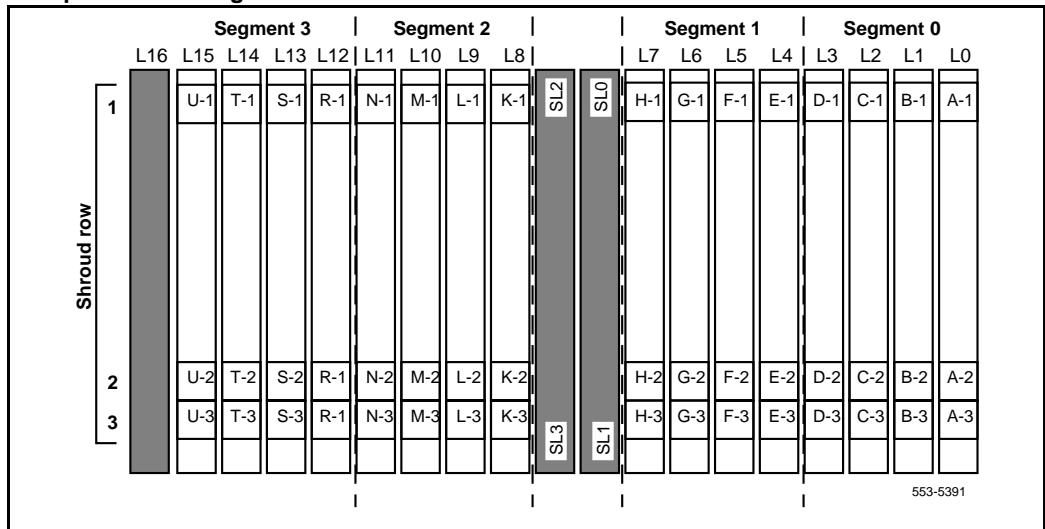 Segment 3 Segment 2 Segment 1 Segment 0
L16 L15 L14 L13 L12 L11 L10 L9 L8 L7 L6 L5 L4 L3 L2 L1 L0
1 U-1 T-1 S-1 R-1 N-1 M-1 L-1 K-1 SL2 SL0 H-1 G-1 F-1 E-1 D-1 C-1 B-1 A-1
Shroud row
2 U-2 T-2 S-2 R-1 N-2 M-2 L-2 K-2 H-2 G-2 F-2 E-2 D-2 C-2 B-2 A-2
3 U-3 T-3 S-3 R-1 N-3 M-3 L-3 K-3 SL3 SL1 H-3 G-3 F-3 E-3 D-3 C-3 B-3 A-3
553-5391